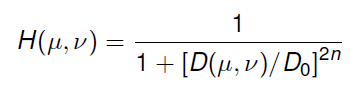 H(μ, ν) = 1 / 1 + [D(μ, ν)/D₀]²ⁿ